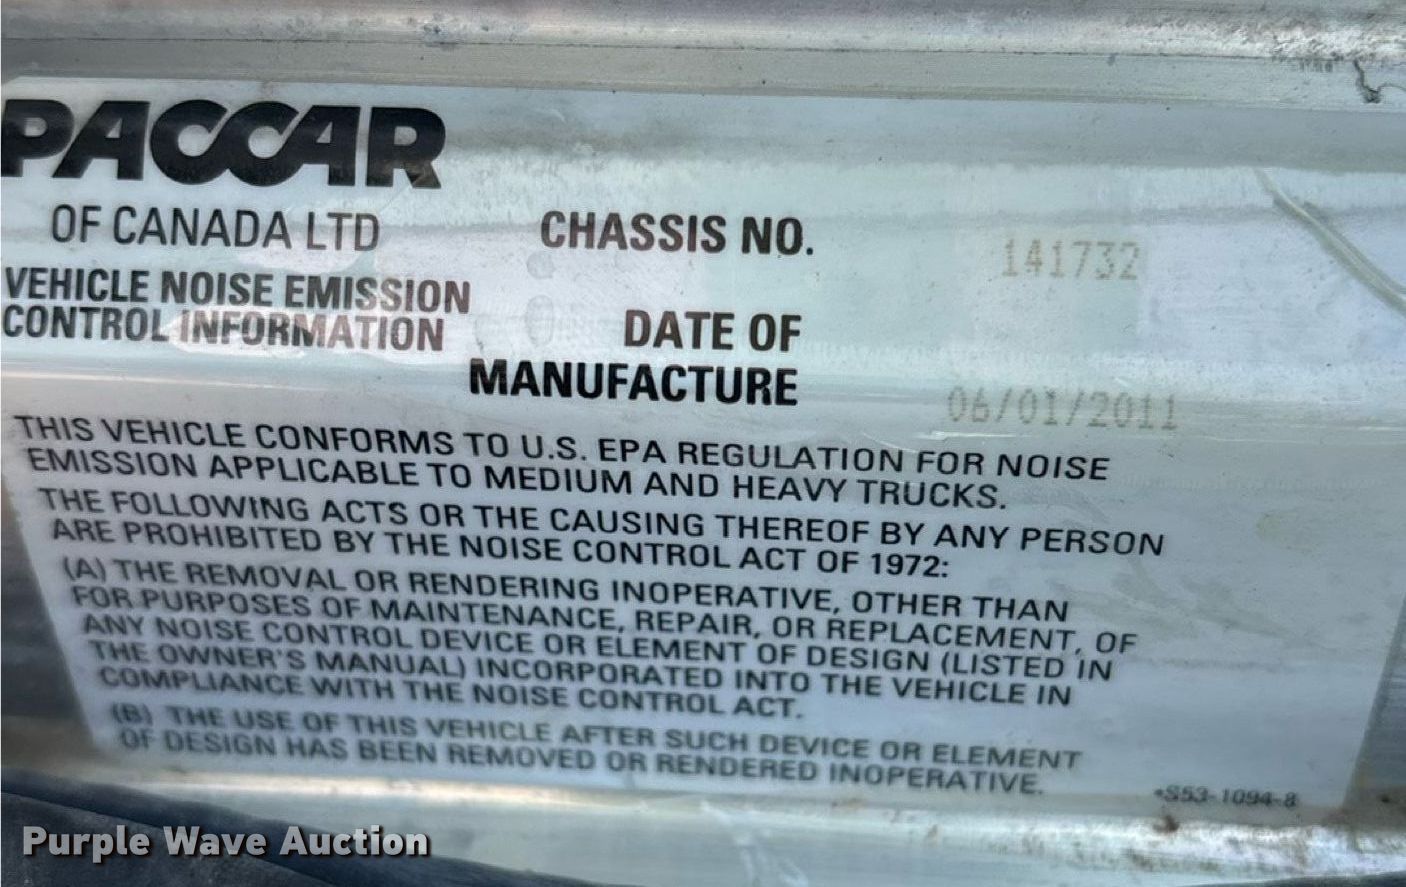 PACCAR
OF CANADA LTD
VEHICLE NOISE EMISSION
CONTROL INFORMATION
CHASSIS NO. 141732
DATE OF
MANUFACTURE 06/01/2011
THIS VEHICLE CONFORMS TO U.S. EPA REGULATION FOR NOISE
EMISSION APPLICABLE TO MEDIUM AND HEAVY TRUCKS.
THE FOLLOWING ACTS OR THE CAUSING THEREOF BY ANY PERSON
ARE PROHIBITED BY THE NOISE CONTROL ACT OF 1972:
(A) THE REMOVAL OR RENDERING INOPERATIVE, OTHER THAN
FOR PURPOSES OF MAINTENANCE, REPAIR, OR REPLACEMENT, OF
ANY NOISE CONTROL DEVICE OR ELEMENT OF DESIGN (LISTED IN
THE OWNER'S MANUAL) INCORPORATED INTO THE VEHICLE IN
COMPLIANCE WITH THE NOISE CONTROL ACT.
(B) THE USE OF THIS VEHICLE AFTER SUCH DEVICE OR ELEMENT
OF DESIGN HAS BEEN REMOVED OR RENDERED INOPERATIVE.
•S53-1094-8
Purple Wave Auction